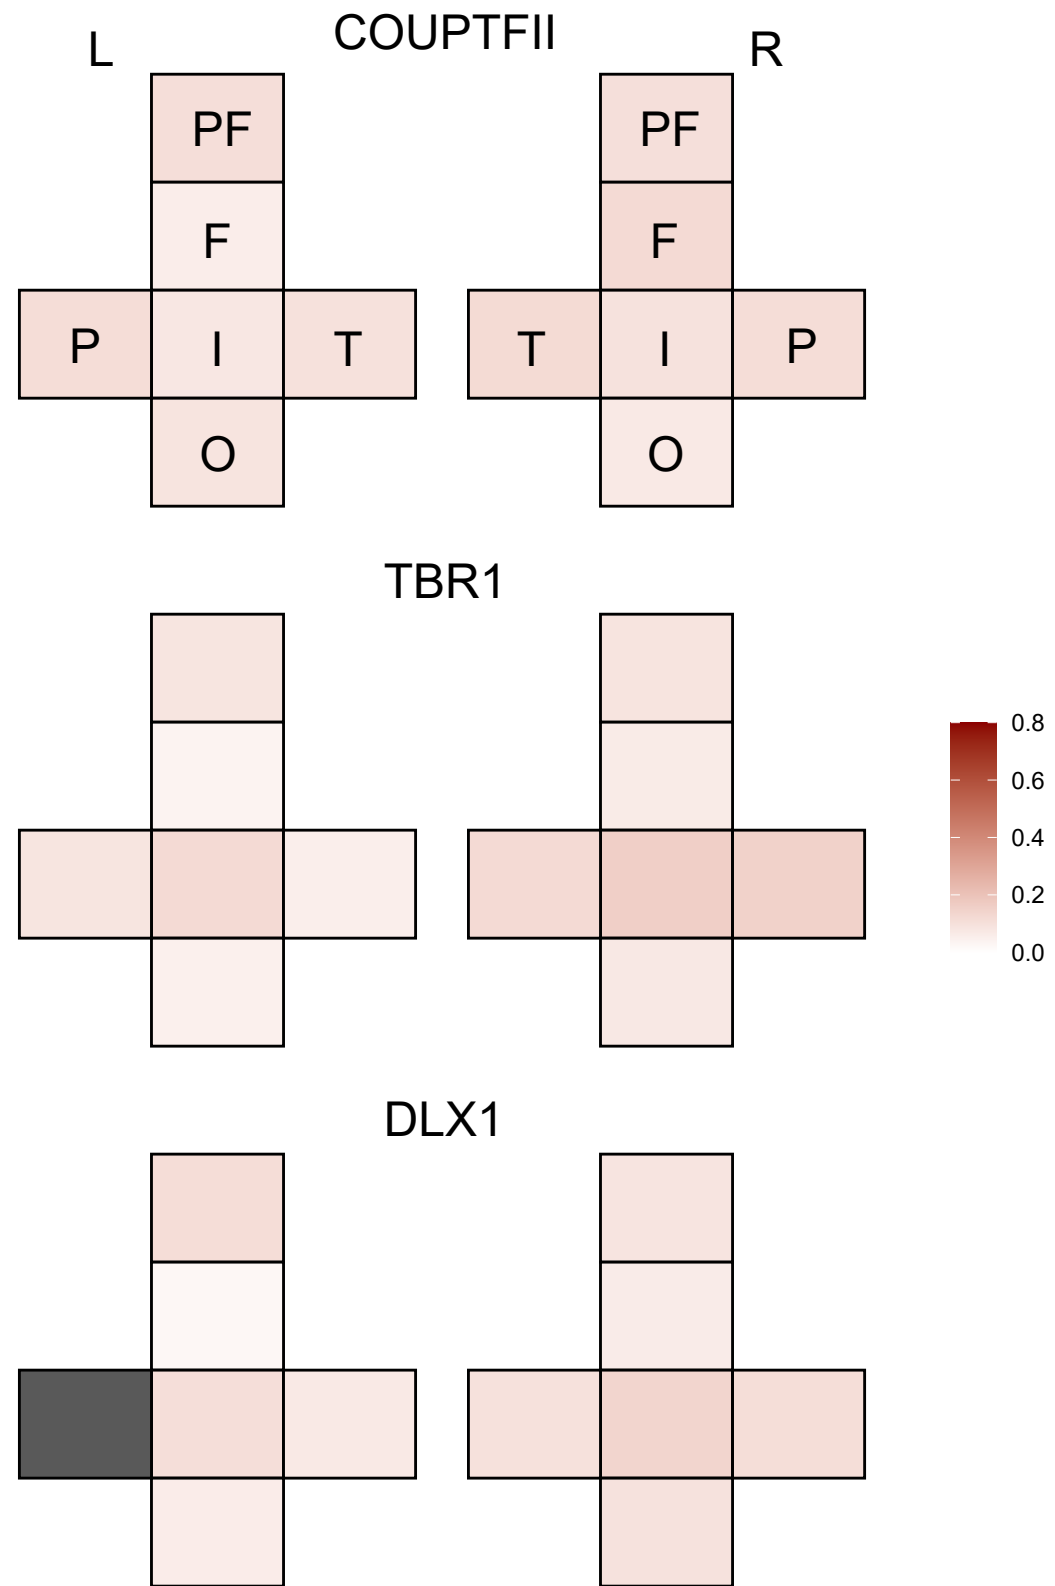 COUPTFII
L R
PF PF
F F
P I T T I P
O O
TBR1
0.8
0.6
0.4
0.2
0.0
DLX1